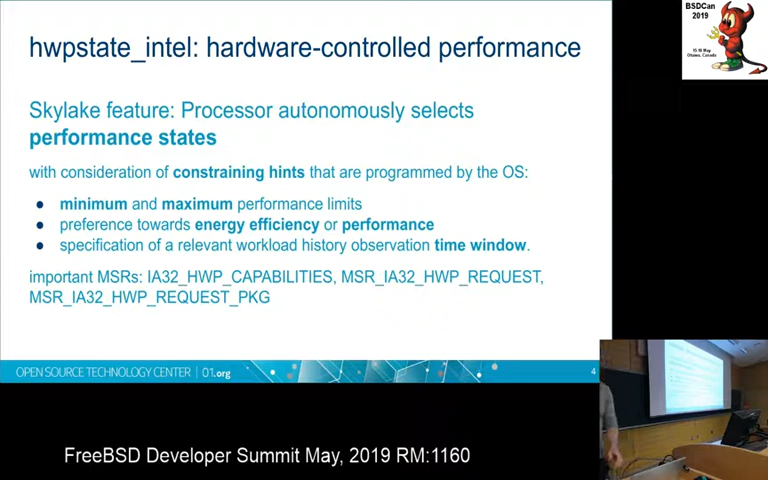 hwpstate_intel: hardware-controlled performance
Skylake feature: Processor autonomously selects
performance states
with consideration of constraining hints that are programmed by the OS:
● minimum and maximum performance limits
● preference towards energy efficiency or performance
● specification of a relevant workload history observation time window.
important MSRs: IA32_HWP_CAPABILITIES, MSR_IA32_HWP_REQUEST,
MSR_IA32_HWP_REQUEST_PKG
OPEN SOURCE TECHNOLOGY CENTER | 01.org
4
BSDCan
2019
Ottawa, Canada
FreeBSD Developer Summit May, 2019 RM:1160